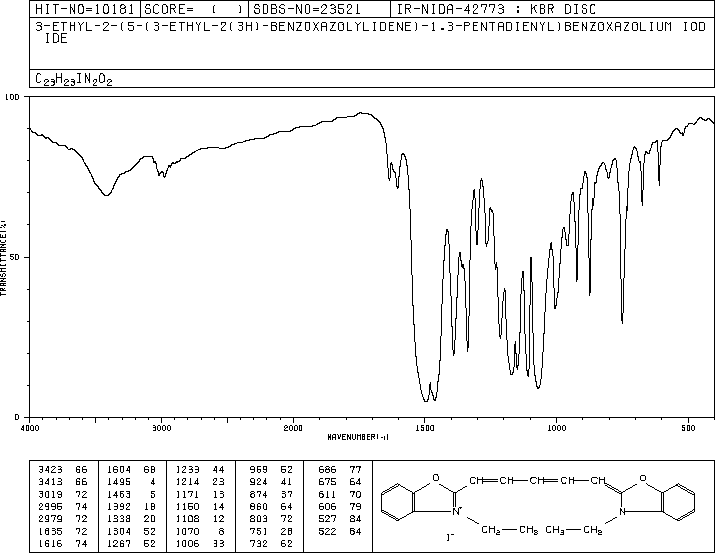 HIT-NO=10181 SCORE= ( ) SDBS-NO=23521 IR-NIDA-42773 : KBR DISC
3-ETHYL-2-(5-(3-ETHYL-2(3H)-BENZOXAZOLYLIDENE)-1,3-PENTADIENYL)BENZOXAZOLIUM IOD
IDE
C23H23IN2O2
100
50
0
TRANSMITTANCE(%)
4000 3000 2000 1500 1000 500
WAVENUMBER(-1)
3423 66 1604 68 1233 44 959 52 686 77
3413 66 1495 4 1214 23 924 41 675 64
3019 72 1463 5 1171 13 874 37 611 70
2995 74 1392 18 1150 14 860 64 606 79
2979 72 1338 20 1108 12 803 72 527 84
1635 72 1304 52 1070 8 751 28 522 84
1616 74 1267 52 1006 33 732 62
O CH CH CH CH CH O
N+ N
CH2 CH3 CH3 CH2
I-